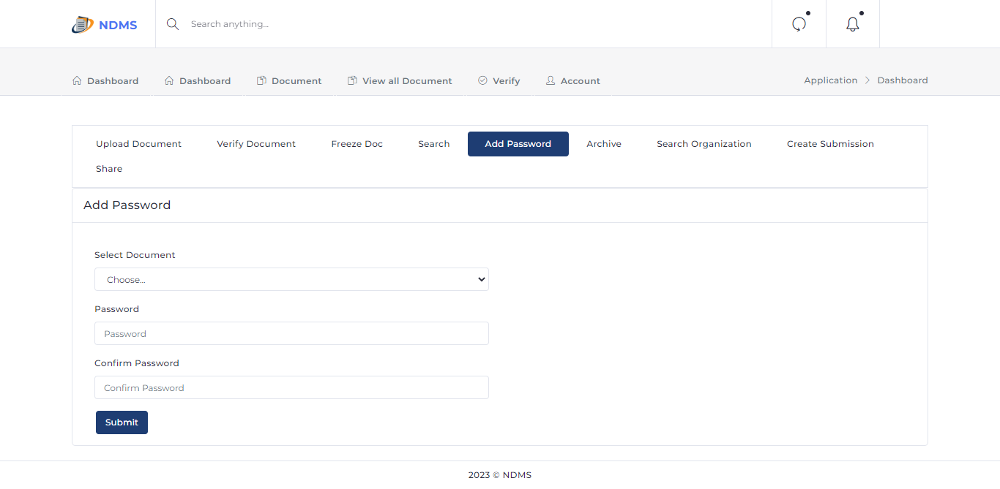 NDMS
Search anything...
Dashboard Dashboard Document View all Document Verify Account Application > Dashboard
Upload Document Verify Document Freeze Doc Search Add Password Archive Search Organization Create Submission
Share
Add Password
Select Document
Choose...
Password
Password
Confirm Password
Confirm Password
Submit
2023 © NDMS